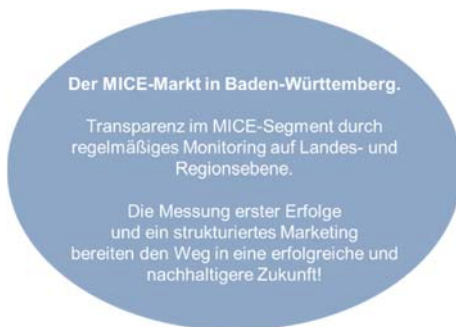 Der MICE-Markt in Baden-Württemberg.
Transparenz im MICE-Segment durch
regelmäßiges Monitoring auf Landes- und
Regionsebene.
Die Messung erster Erfolge
und ein strukturiertes Marketing
bereiten den Weg in eine erfolgreiche und
nachhaltigere Zukunft!